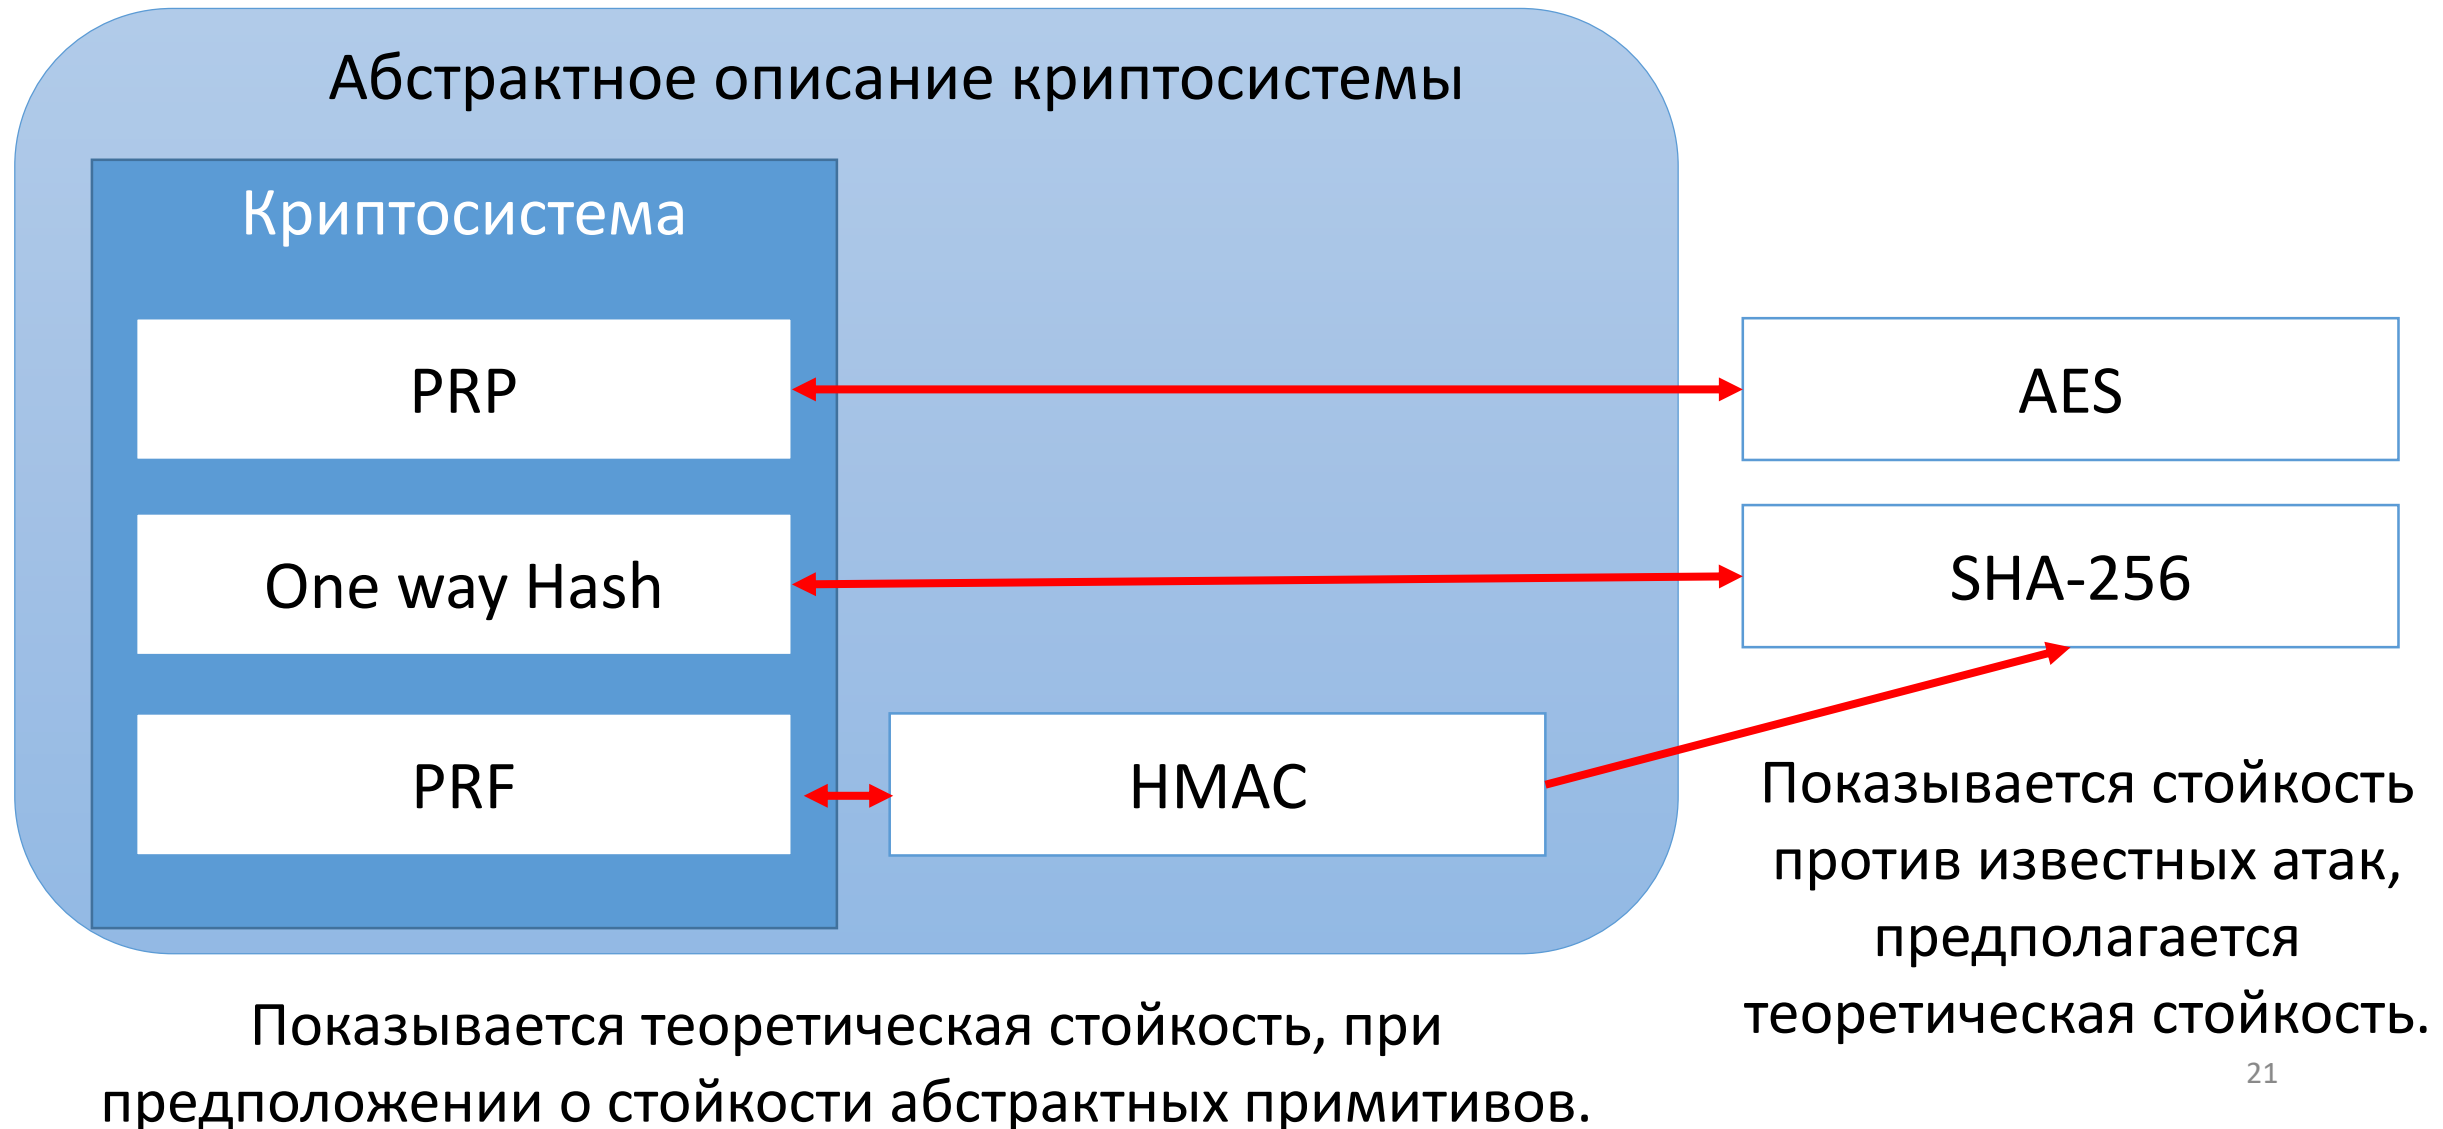 Абстрактное описание криптосистемы
Криптосистема
PRP
AES
One way Hash
SHA-256
PRF
HMAC
Показывается стойкость
против известных атак,
предполагается
теоретическая стойкость.
Показывается теоретическая стойкость, при
предположении о стойкости абстрактных примитивов.
21